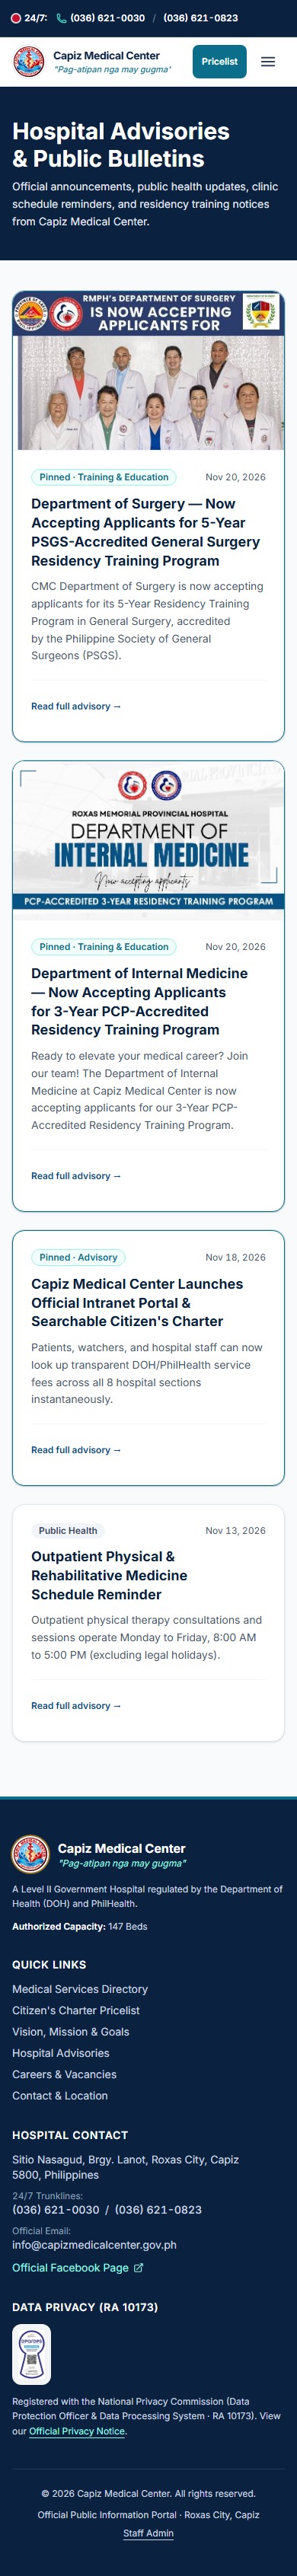 24/7: (036) 621-0030 / (036) 621-0823
Capiz Medical Center
"Pag-atipan nga may gugma"
Pricelist
Hospital Advisories
& Public Bulletins
Official announcements, public health updates, clinic
schedule reminders, and residency training notices
from Capiz Medical Center.
RMPH's DEPARTMENT OF SURGERY
IS NOW ACCEPTING
APPLICANTS FOR
Pinned · Training & Education
Nov 20, 2026
Department of Surgery — Now
Accepting Applicants for 5-Year
PSGS-Accredited General Surgery
Residency Training Program
CMC Department of Surgery is now accepting
applicants for its 5-Year Residency Training
Program in General Surgery, accredited
by the Philippine Society of General
Surgeons (PSGS).
Read full advisory →
ROXAS MEMORIAL PROVINCIAL HOSPITAL
DEPARTMENT OF
INTERNAL MEDICINE
Now accepting applicants
PCP-ACCREDITED 3-YEAR RESIDENCY TRAINING PROGRAM
Pinned · Training & Education
Nov 20, 2026
Department of Internal Medicine
— Now Accepting Applicants
for 3-Year PCP-Accredited
Residency Training Program
Ready to elevate your medical career? Join
our team! The Department of Internal
Medicine at Capiz Medical Center is now
accepting applicants for our 3-Year PCP-
Accredited Residency Training Program.
Read full advisory →
Pinned · Advisory
Nov 18, 2026
Capiz Medical Center Launches
Official Intranet Portal &
Searchable Citizen's Charter
Patients, watchers, and hospital staff can now
look up transparent DOH/PhilHealth service
fees across all 8 hospital sections
instantaneously.
Read full advisory →
Public Health
Nov 13, 2026
Outpatient Physical &
Rehabilitative Medicine
Schedule Reminder
Outpatient physical therapy consultations and
sessions operate Monday to Friday, 8:00 AM
to 5:00 PM (excluding legal holidays).
Read full advisory →
Capiz Medical Center
"Pag-atipan nga may gugma"
A Level II Government Hospital regulated by the Department of
Health (DOH) and PhilHealth.
Authorized Capacity: 147 Beds
QUICK LINKS
Medical Services Directory
Citizen's Charter Pricelist
Vision, Mission & Goals
Hospital Advisories
Careers & Vacancies
Contact & Location
HOSPITAL CONTACT
Sitio Nasagud, Brgy. Lanot, Roxas City, Capiz
5800, Philippines
24/7 Trunklines:
(036) 621-0030 / (036) 621-0823
Official Email:
info@capizmedicalcenter.gov.ph
Official Facebook Page
DATA PRIVACY (RA 10173)
DPO/DPS
Registered with the National Privacy Commission (Data
Protection Officer & Data Processing System · RA 10173). View
our Official Privacy Notice.
© 2026 Capiz Medical Center. All rights reserved.
Official Public Information Portal · Roxas City, Capiz
Staff Admin